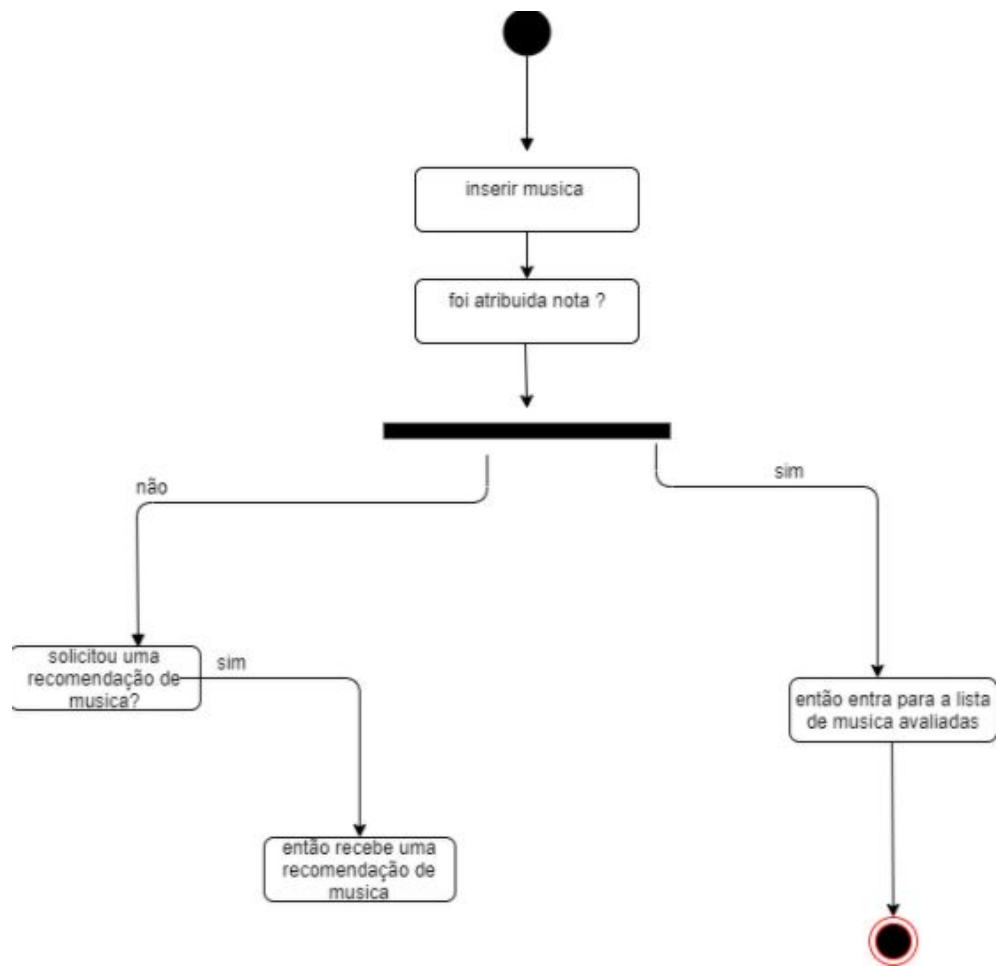 inserir musica
foi atribuida nota ?
não
sim
solicitou uma
recomendação de
musica?
sim
então entra para a lista
de musica avaliadas
então recebe uma
recomendação de
musica